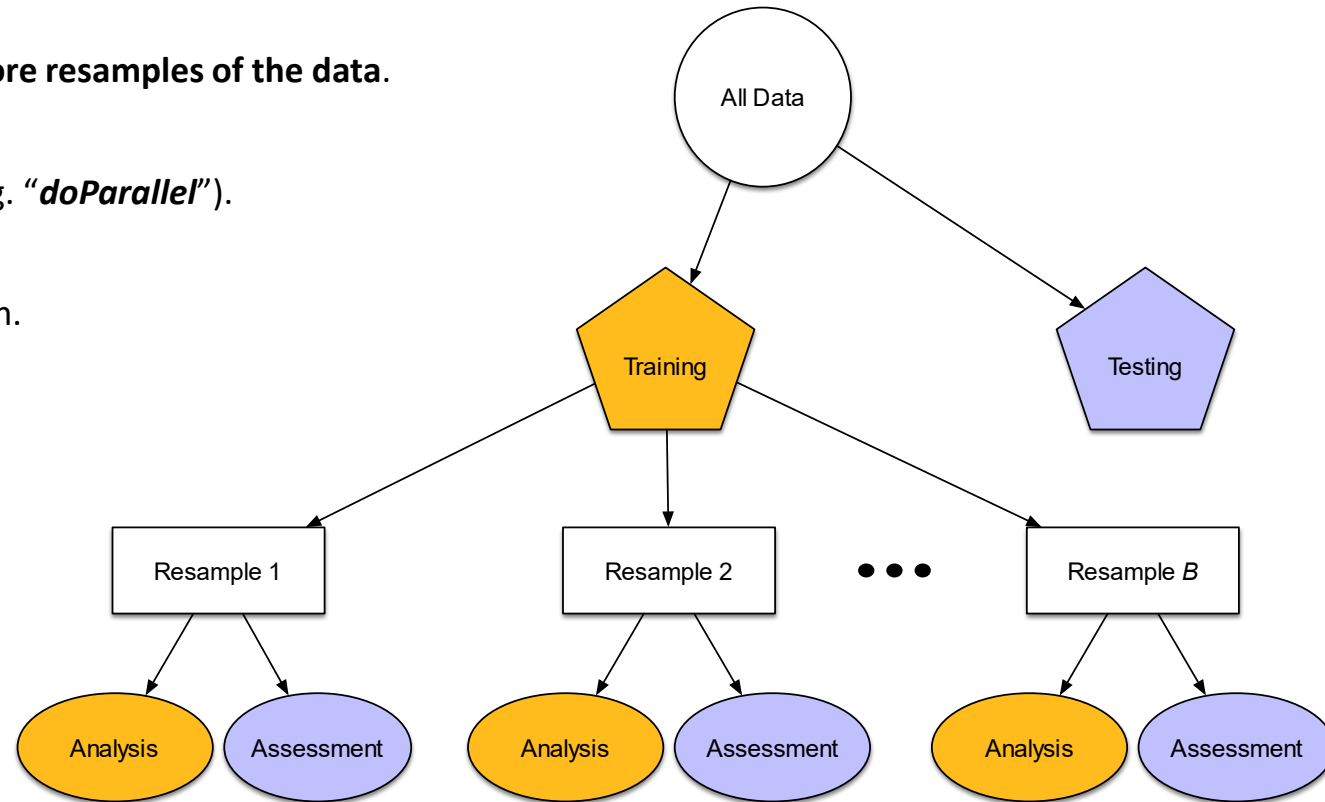 ore resamples of the data.
All Data
g. “doParallel”).
n.
Training
Testing
Resample 1
Resample 2
•••
Resample B
Analysis
Assessment
Analysis
Assessment
Analysis
Assessment